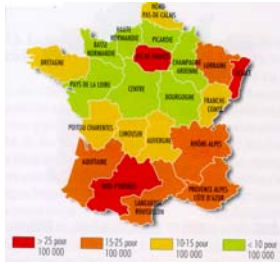 NORD
PAS-DE-CALAIS
HAUTE
NORMANDIE
PICARDIE
BASSE
NORMANDIE
ILE DE FRANCE
CHAMPAGNE
ARDENNE
LORRAINE
ALSACE
BRETAGNE
PAYS DE LA LOIRE
CENTRE
BOURGOGNE
FRANCHE
COMTÉ
POITOU CHARENTES
LIMOUSIN
AUVERGNE
RHÔNE-ALPES
AQUITAINE
MIDI-PYRÉNÉES
LANGUEDOC
ROUSSILLON
PROVENCE ALPES
CÔTE D'AZUR
> 25 pour
100 000
15-25 pour
100 000
10-15 pour
100 000
< 10 pour
100 000